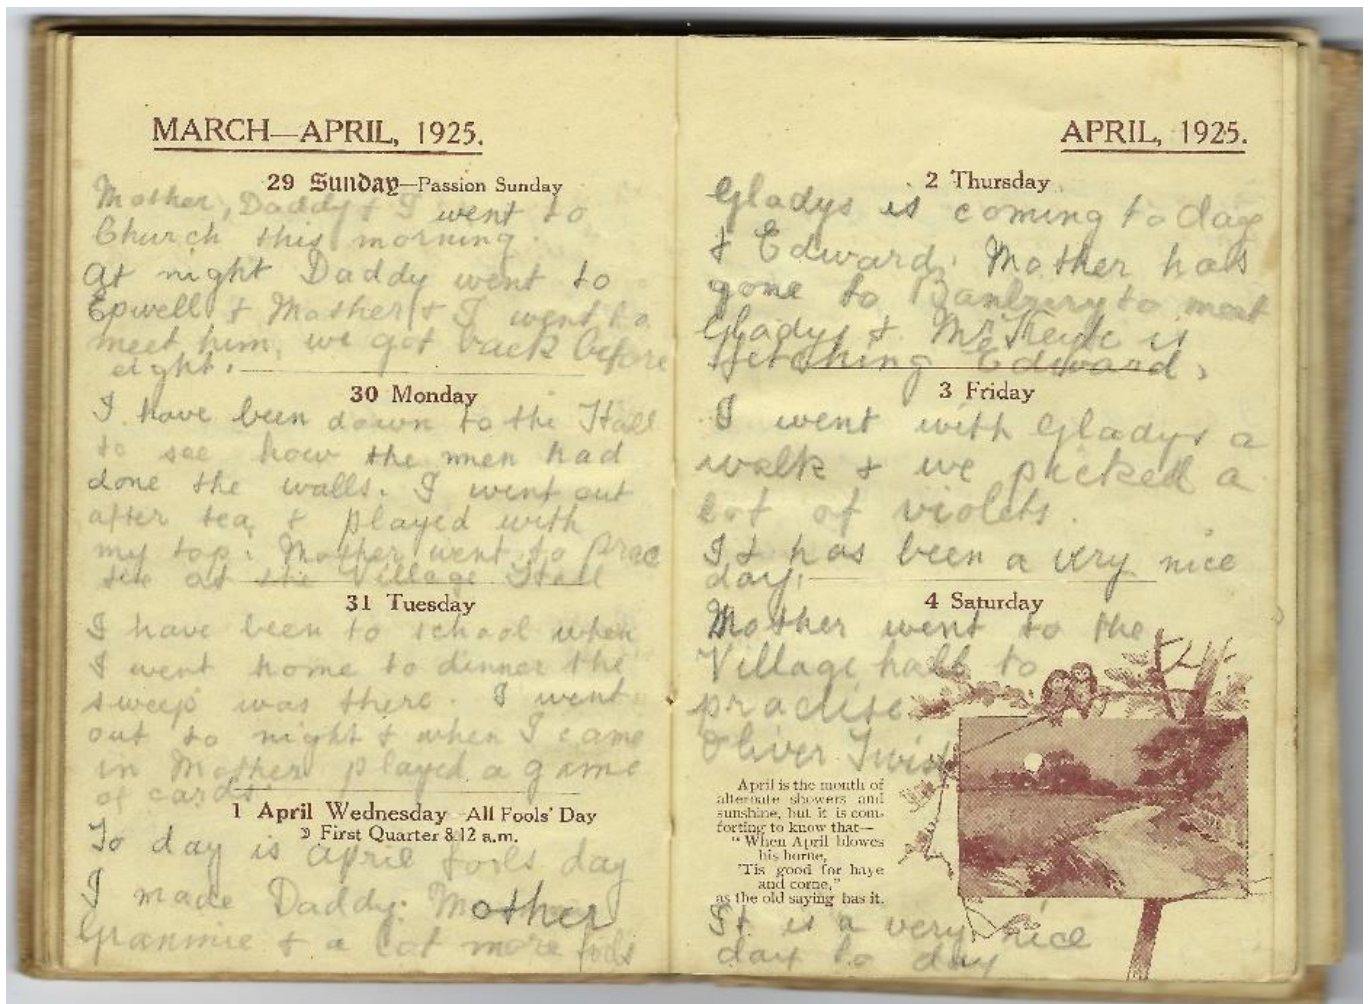 MARCH—APRIL, 1925.
29 Sunday—Passion Sunday
Mother, Daddy & I went to
Church this morning.
At night Daddy went to
Epwell & Mother & I went to
meet him, we got back before
eight.
30 Monday
I have been down to the Hall
to see how the men had
done the walls. I went out
after tea & played with
my top. Mother went to prac
tise at the Village Hall
31 Tuesday
I have been to school when
I went home to dinner the
sweep was there. I went
out to night & when I came
in Mother played a game
of cards.
1 April Wednesday—All Fools' Day
☽ First Quarter 8.12 a.m.
To day is april fools day
I made Daddy. Mother
Grannie & a lot more fools
APRIL, 1925.
2 Thursday
Gladys is coming to day
& Edward. Mother has
gone to Banbury to meet
Gladys & Mr is
fetching Edward.
3 Friday
I went with Gladys a
walk & we picked a
lot of violets.
It has been a very nice
day.
4 Saturday
Mother went to the
Village hall to
practise
Oliver Twist
April is the month of
alternate showers and
sunshine, but it is com-
forting to know that—
"When April blowes
his horne,
'Tis good for haye
and corne,"
as the old saying has it.
It is a very nice
day to day